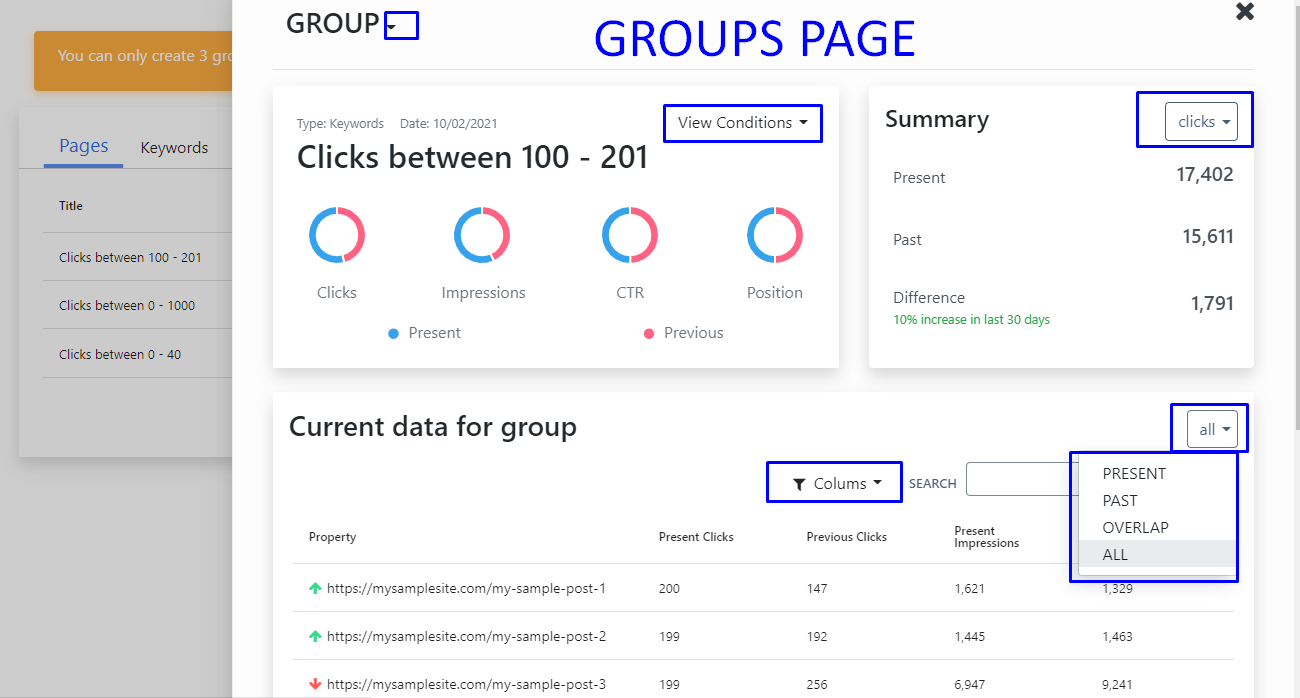 GROUP
GROUPS PAGE
You can only create 3 gro
Pages
Keywords
Title
Clicks between 100 - 201
Clicks between 0 - 1000
Clicks between 0 - 40
Type: Keywords
Date: 10/02/2021
View Conditions
Clicks between 100 - 201
Clicks
Impressions
CTR
Position
Present
Previous
Summary
clicks
Present
17,402
Past
15,611
Difference
1,791
10% increase in last 30 days
Current data for group
all
Colums
SEARCH
PRESENT
PAST
OVERLAP
ALL
Property
Present Clicks
Previous Clicks
Present
Impressions
https://mysamplesite.com/my-sample-post-1 200 147 1,621 1,329
https://mysamplesite.com/my-sample-post-2 199 192 1,445 1,463
https://mysamplesite.com/my-sample-post-3 199 256 6,947 9,241